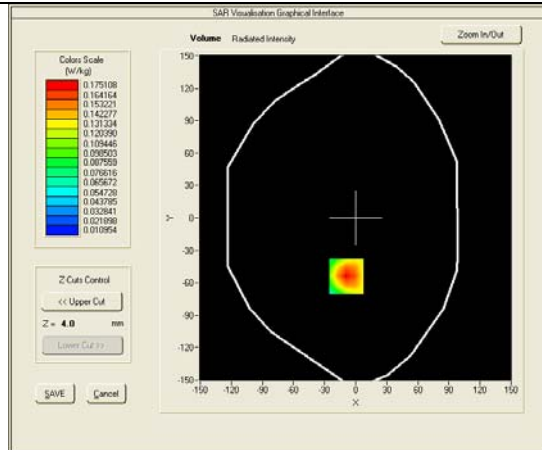 SAR Visualisation Graphical Interface
Volume Radiated Intensity
Zoom In/Out
Colors Scale
(W/kg)
0.175108
0.164164
0.153221
0.142277
0.131334
0.120390
0.109446
0.098503
0.087559
0.076616
0.065672
0.054728
0.043785
0.032841
0.021898
0.010954
Z Cuts Control
<< Upper Cut
Z = 4.0 mm
Lower Cut >>
SAVE Cancel
150-
120-
90-
60-
30-
0-
-30-
-60-
-90-
-120-
-150-
Y
-150 -120 -90 -60 -30 0 30 60 90 120 150
X